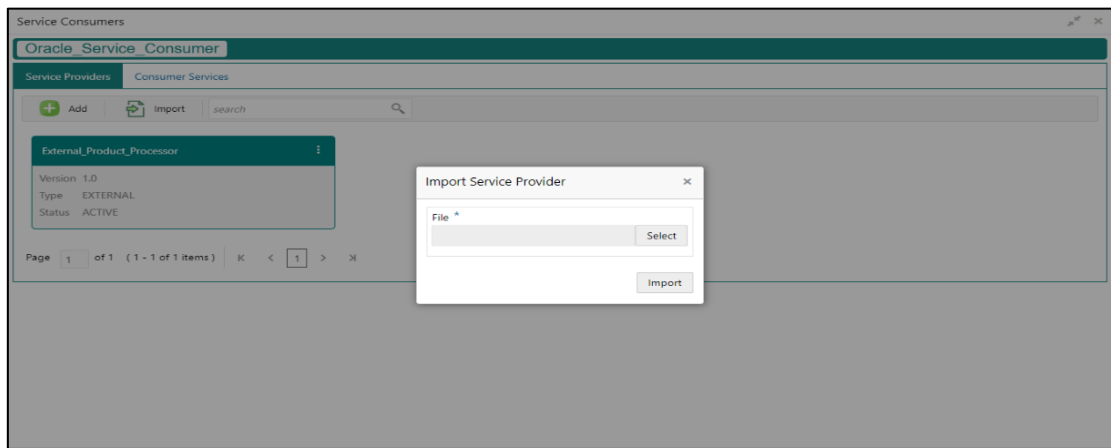 Service Consumers
Oracle_Service_Consumer
Service Providers Consumer Services
Add Import search
External_Product_Processor
Version 1.0
Type EXTERNAL
Status ACTIVE
Page 1 of 1 (1 - 1 of 1 items) 1
Import Service Provider
File *
Select
Import